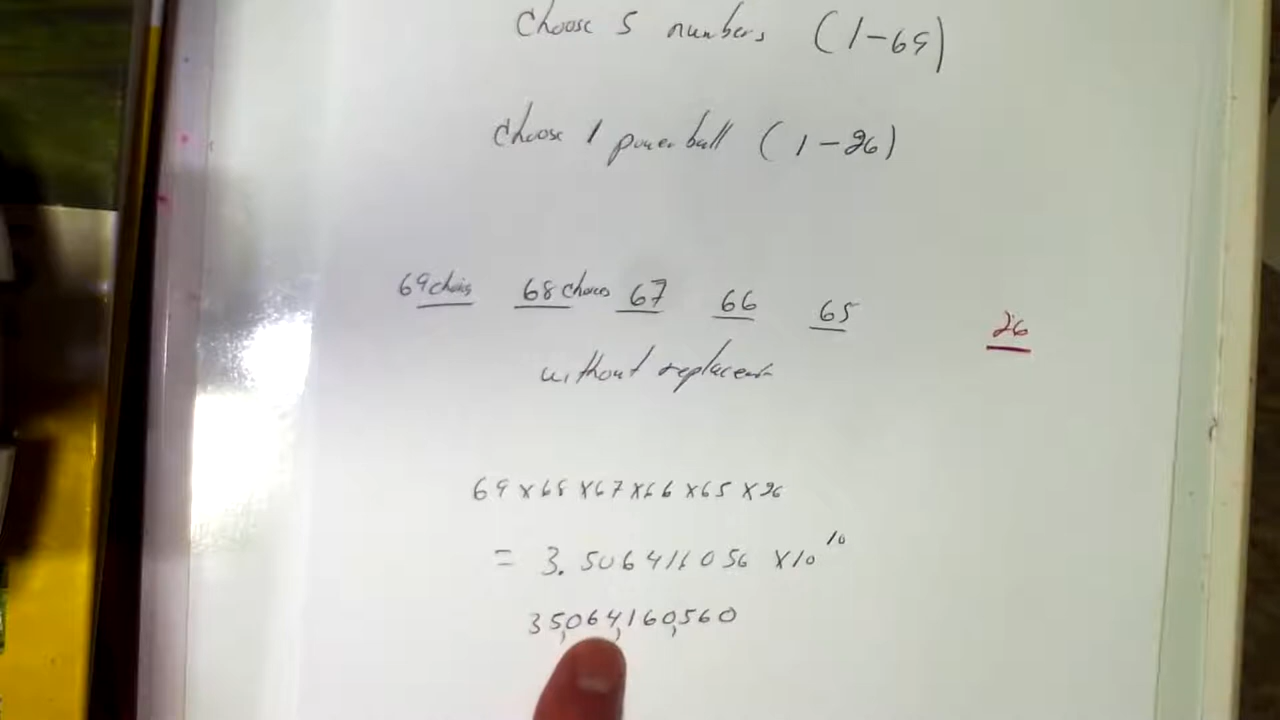 choose 5 numbers (1-69)
choose 1 powerball (1-26)
69 choices 68 choices 67 66 65 26
without replacement
69 x 68 x 67 x 66 x 65 x 26
= 3.506416056 x 10^10
35,064,160,560